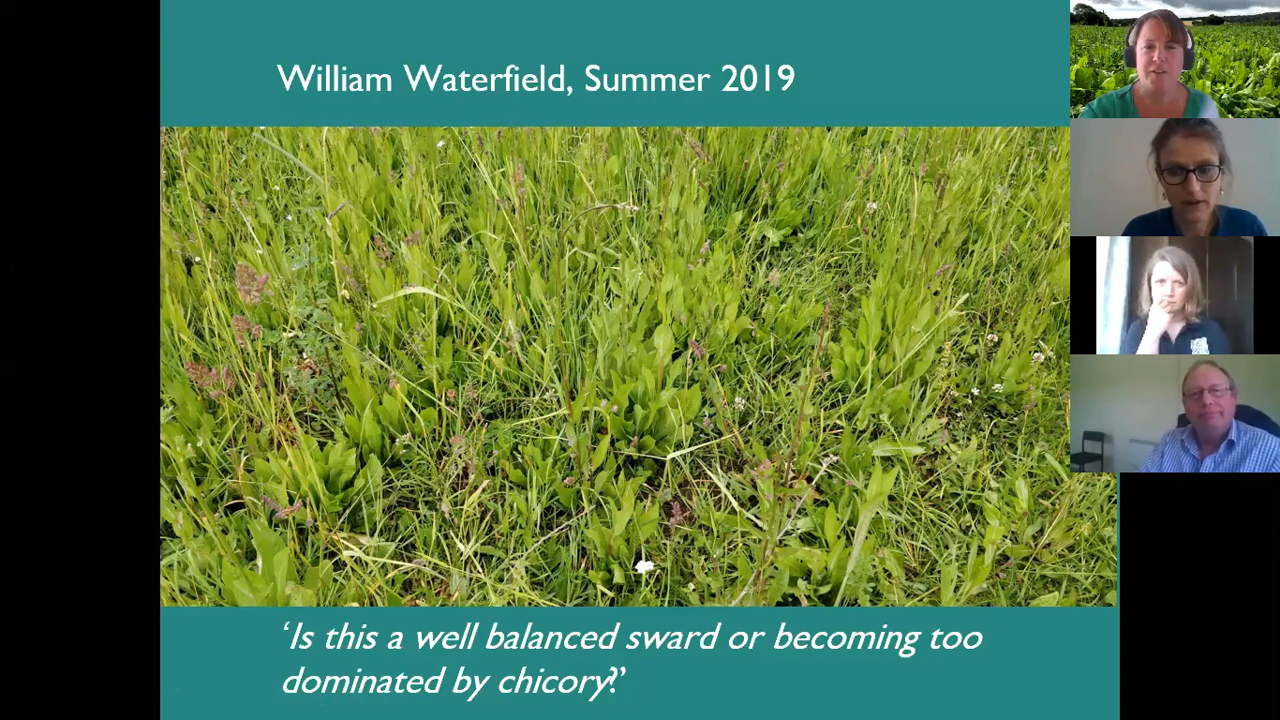 William Waterfield, Summer 2019
‘Is this a well balanced sward or becoming too
dominated by chicory?’